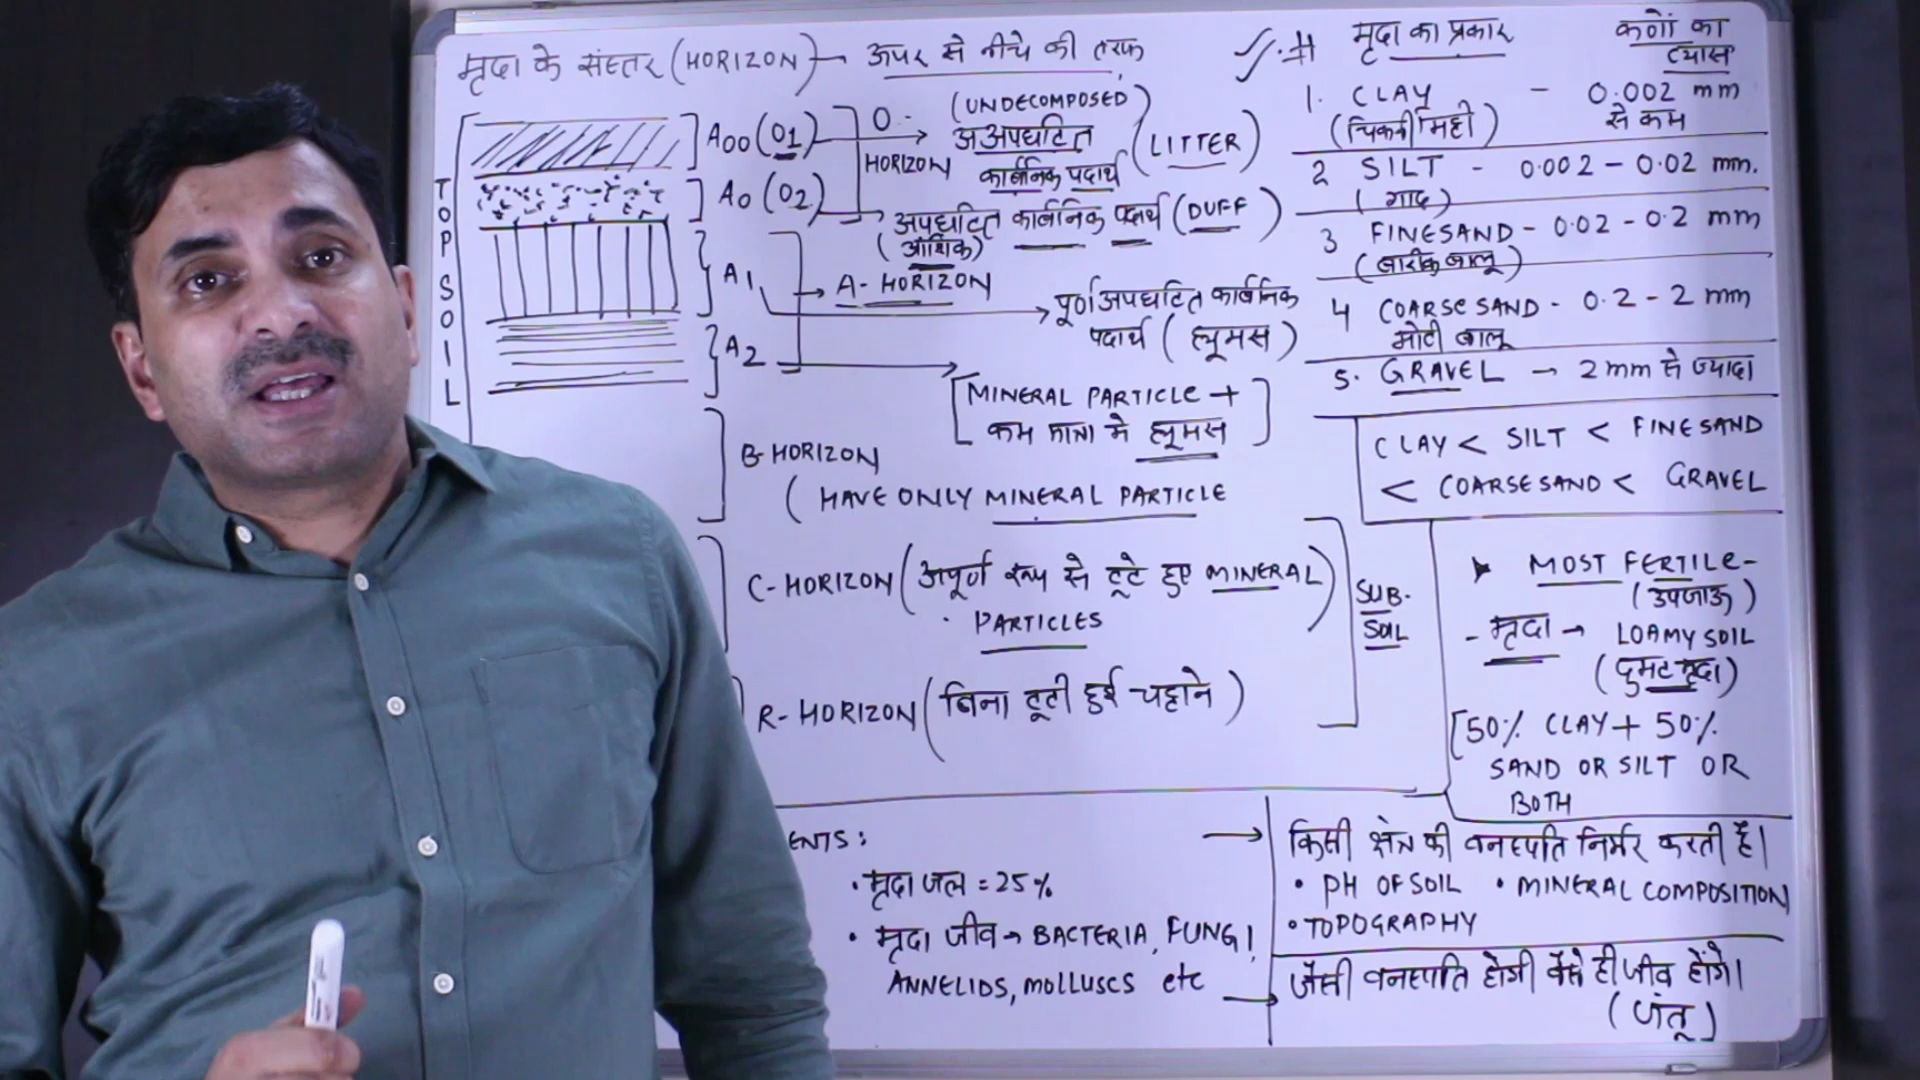 मृदा के संस्तर (HORIZON) → ऊपर से नीचे की तरफ
TOP SOIL
A00 (O1)
A0 (O2)
O-
HORIZON
(UNDECOMPOSED)
अअपघटित
कार्बनिक पदार्थ
(LITTER)
अपघटित कार्बनिक पदार्थ (DUFF)
(आंशिक)
A1
A2
→ A-HORIZON
पूर्ण अपघटित कार्बनिक
पदार्थ (ह्यूमस)
[MINERAL PARTICLE +
कम मात्रा मे ह्यूमस]
B-HORIZON
(HAVE ONLY MINERAL PARTICLE
C-HORIZON (अपूर्ण रूप से टूटे हुए MINERAL
PARTICLES)
R-HORIZON (बिना टूटी हुई चट्टाने)
SUB-
SOIL
ENTS:
• मृदा जल = 25%
• मृदा जीव → BACTERIA, FUNGI,
ANNELIDS, MOLLUSCS etc
# मृदा का प्रकार
कणों का
व्यास
1. CLAY - 0.002 mm
(चिकनी मिट्टी) से कम
2 SILT - 0.002 - 0.02 mm.
(गाद)
3 FINESAND - 0.02 - 0.2 mm
(बारीक बालू)
4 COARSE SAND - 0.2 - 2 mm
मोटी बालू
5. GRAVEL → 2 mm से ज्यादा
CLAY < SILT < FINESAND
< COARSESAND < GRAVEL
MOST FERTILE-
(उपजाऊ)
- मृदा → LOAMY SOIL
(दुमट मृदा)
[50% CLAY + 50%
SAND OR SILT OR
BOTH
→ किसी क्षेत्र की वनस्पति निर्भर करती है।
• PH OF SOIL • MINERAL COMPOSITION
• TOPOGRAPHY
→ जैसी वनस्पति होगी वैसे ही जीव होंगे।
(जंतू)